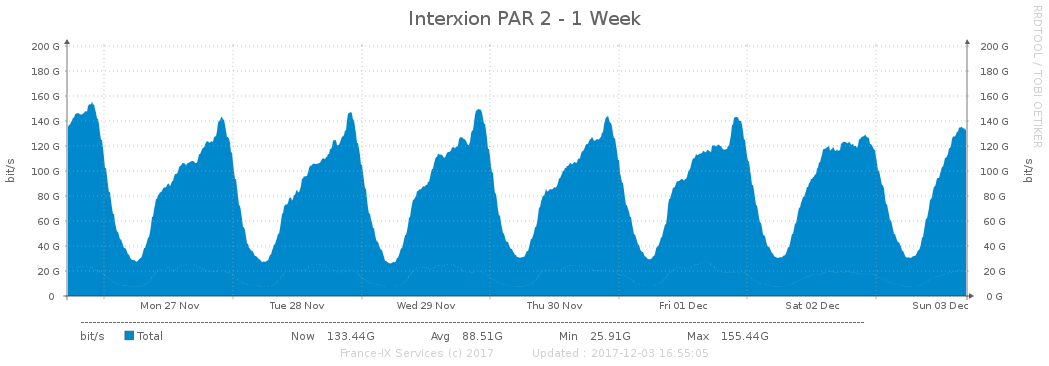 Interxion PAR 2 - 1 Week
RRDTOOL / TOBI OETIKER
200 G 200 G
180 G 180 G
160 G 160 G
140 G 140 G
120 G 120 G
100 G 100 G
80 G 80 G
60 G 60 G
40 G 40 G
20 G 20 G
0 0 G
bit/s
bit/s
Mon 27 Nov Tue 28 Nov Wed 29 Nov Thu 30 Nov Fri 01 Dec Sat 02 Dec Sun 03 Dec
bit/s Total Now 133.44G Avg 88.51G Min 25.91G Max 155.44G
France-IX Services (c) 2017 Updated : 2017-12-03 16:55:05